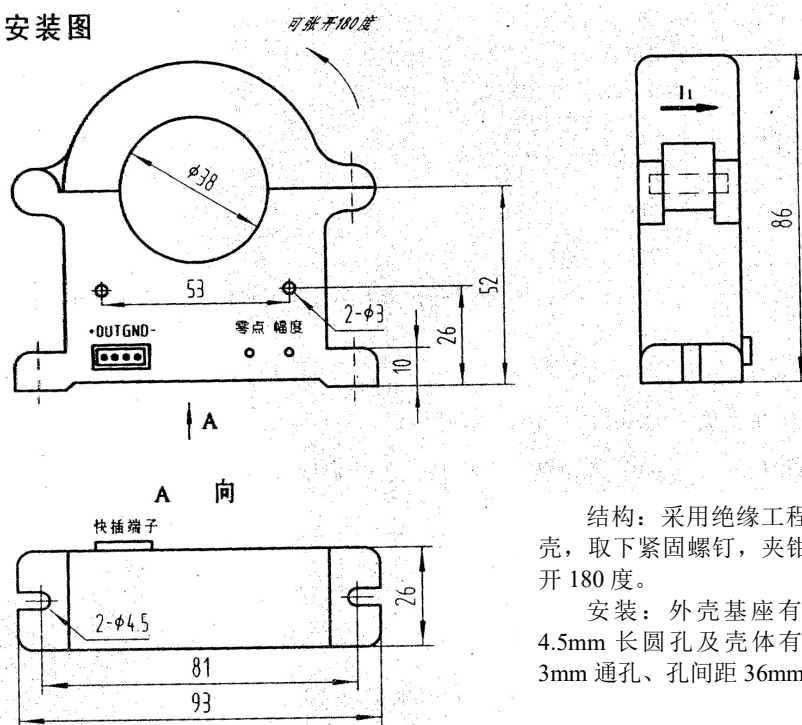 安装图
可张开180度
I1
φ38
86
52
53
2-φ3
26
+OUTGND-
零点 幅度
10
A
A 向
快插端子
2-φ4.5
26
81
93
结构：采用绝缘工程
壳，取下紧固螺钉，夹钳
开 180 度。
安装：外壳基座有
4.5mm 长圆孔及壳体有
3mm 通孔、孔间距 36mm